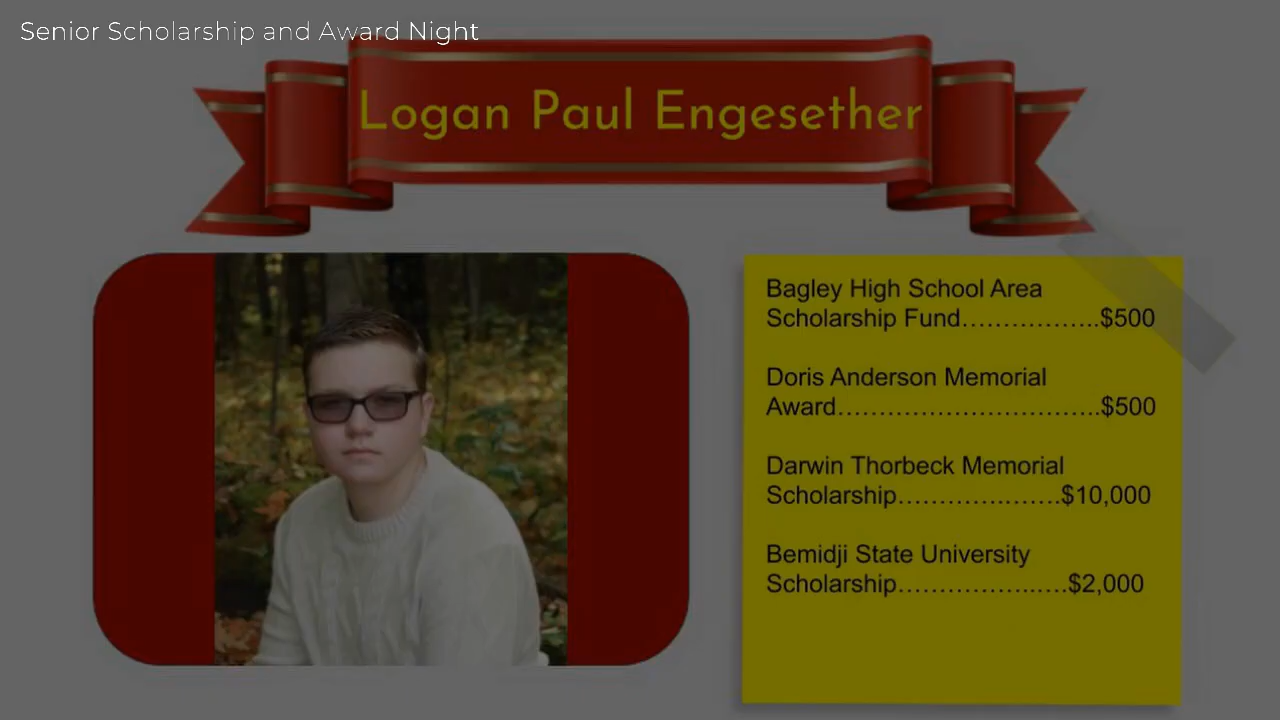 Senior Scholarship and Award Night
Logan Paul Engesether
Bagley High School Area
Scholarship Fund……………..$500
Doris Anderson Memorial
Award…………………………..$500
Darwin Thorbeck Memorial
Scholarship…………..……$10,000
Bemidji State University
Scholarship……………..….$2,000